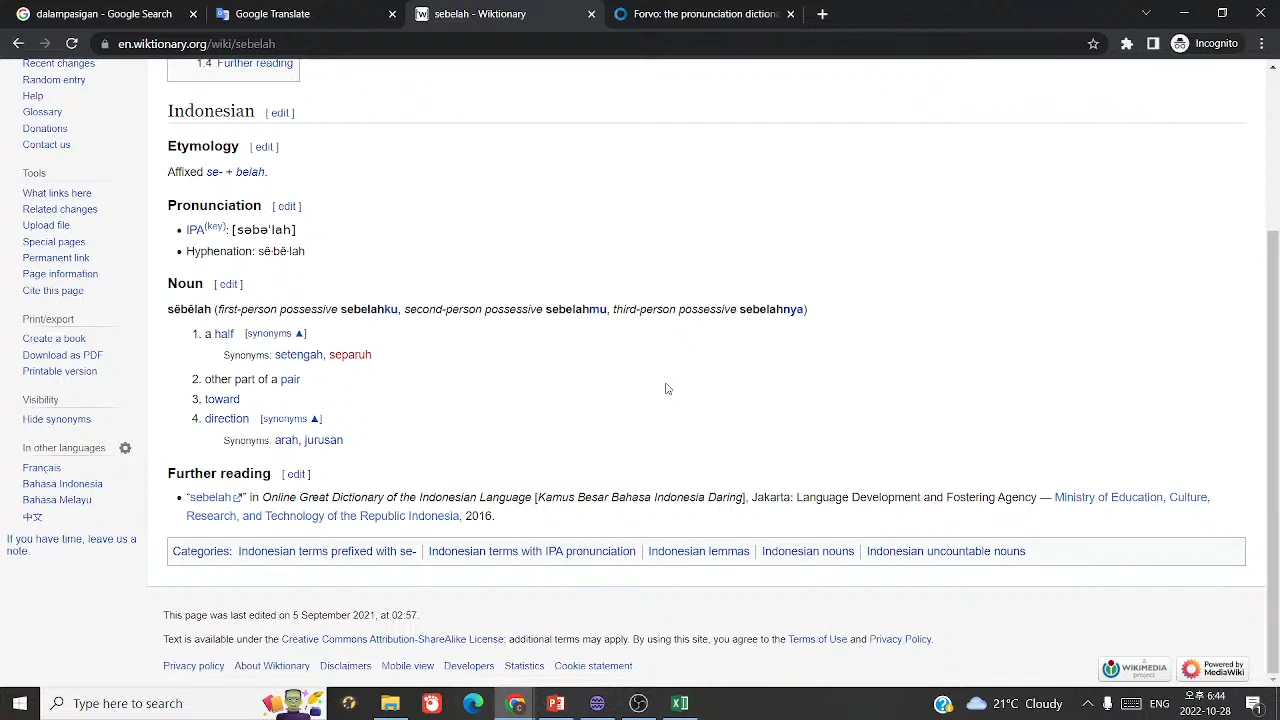 dalampasigan - Google Search
Google Translate
sebelah - Wiktionary
Forvo: the pronunciation dictiona
en.wiktionary.org/wiki/sebelah
Incognito
Recent changes
Random entry
Help
Glossary
Donations
Contact us
Tools
What links here
Related changes
Upload file
Special pages
Permanent link
Page information
Cite this page
Print/export
Create a book
Download as PDF
Printable version
Visibility
Hide synonyms
In other languages
Français
Bahasa Indonesia
Bahasa Melayu
中文
If you have time, leave us a
note.
1.4 Further reading
Indonesian [ edit ]
Etymology [ edit ]
Affixed se- + belah.
Pronunciation [ edit ]
• IPA(key): [səbəˈlah]
• Hyphenation: sê·bê·lah
Noun [ edit ]
sêbêlah (first-person possessive sebelahku, second-person possessive sebelahmu, third-person possessive sebelahnya)
1. a half [synonyms ▲]
Synonyms: setengah, separuh
2. other part of a pair
3. toward
4. direction [synonyms ▲]
Synonyms: arah, jurusan
Further reading [ edit ]
• “sebelah” in Online Great Dictionary of the Indonesian Language [Kamus Besar Bahasa Indonesia Daring], Jakarta: Language Development and Fostering Agency — Ministry of Education, Culture,
Research, and Technology of the Republic Indonesia, 2016.
Categories: Indonesian terms prefixed with se- | Indonesian terms with IPA pronunciation | Indonesian lemmas | Indonesian nouns | Indonesian uncountable nouns
This page was last edited on 5 September 2021, at 02:57.
Text is available under the Creative Commons Attribution-ShareAlike License; additional terms may apply. By using this site, you agree to the Terms of Use and Privacy Policy.
Privacy policy About Wiktionary Disclaimers Mobile view Developers Statistics Cookie statement
a
WIKIMEDIA
project
Powered by
MediaWiki
Type here to search
21°C Cloudy
ENG
오후 6:44
2022-10-28